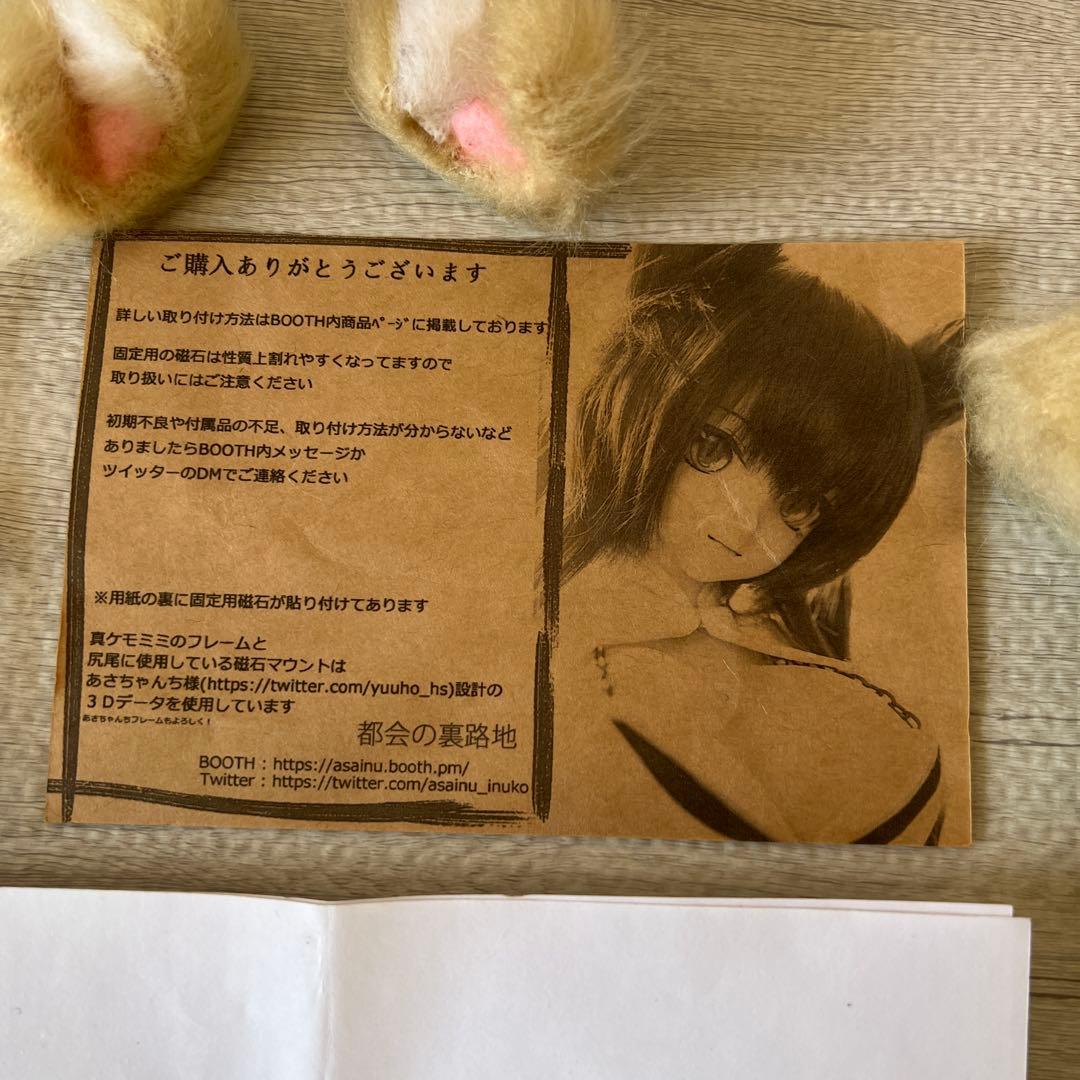 ご購入ありがとうございます
詳しい取り付け方法はBOOTH内商品ﾍﾟｰｼﾞに掲載しております
固定用の磁石は性質上割れやすくなってますので
取り扱いにはご注意ください
初期不良や付属品の不足、取り付け方法が分からないなど
ありましたらBOOTH内メッセージか
ツイッターのDMでご連絡ください
※用紙の裏に固定用磁石が貼り付けてあります
真ケモミミのフレームと
尻尾に使用している磁石マウントは
あさちゃんち様(https://twitter.com/yuuho_hs)設計の
３Ｄデータを使用しています
あさちゃんちフレームもよろしく！
都会の裏路地
BOOTH：https://asainu.booth.pm/
Twitter：https://twitter.com/asainu_inuko